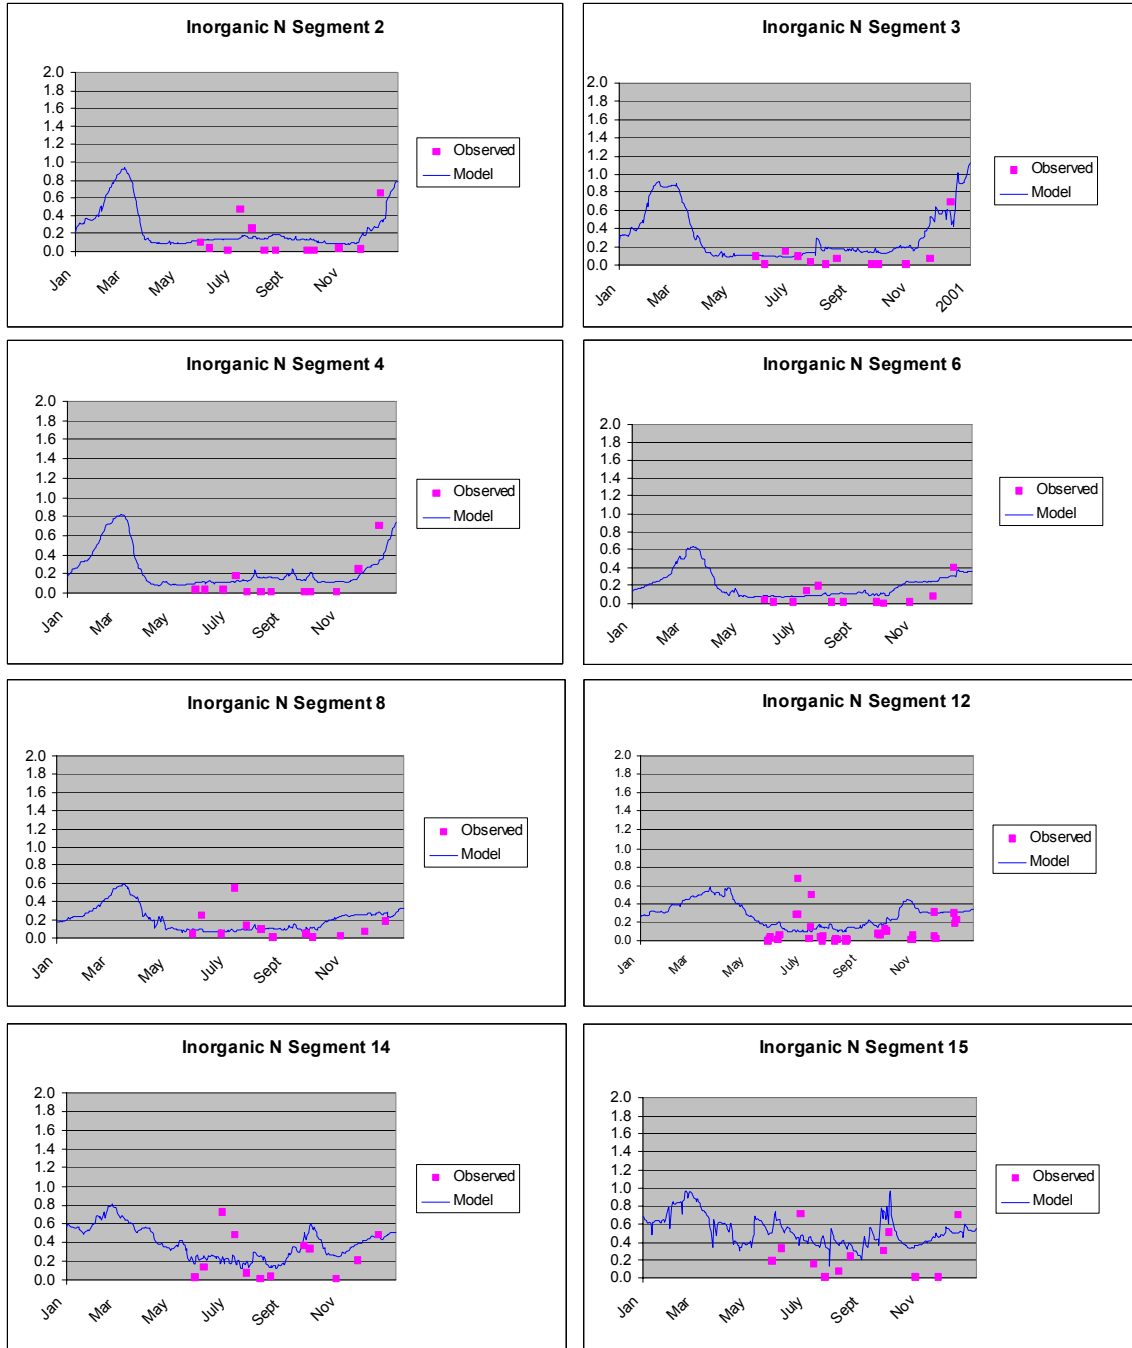 Inorganic N Segment 2
2.0
1.8
1.6
1.4
1.2
1.0
0.8
0.6
0.4
0.2
0.0
Jan
Mar
May
July
Sept
Nov
Observed
Model
Inorganic N Segment 3
2.0
1.8
1.6
1.4
1.2
1.0
0.8
0.6
0.4
0.2
0.0
Jan
Mar
May
July
Sept
Nov
2001
Observed
Model
Inorganic N Segment 4
2.0
1.8
1.6
1.4
1.2
1.0
0.8
0.6
0.4
0.2
0.0
Jan
Mar
May
July
Sept
Nov
Observed
Model
Inorganic N Segment 6
2.0
1.8
1.6
1.4
1.2
1.0
0.8
0.6
0.4
0.2
0.0
Jan
Mar
May
July
Sept
Nov
Observed
Model
Inorganic N Segment 8
2.0
1.8
1.6
1.4
1.2
1.0
0.8
0.6
0.4
0.2
0.0
Jan
Mar
May
July
Sept
Nov
Observed
Model
Inorganic N Segment 12
2.0
1.8
1.6
1.4
1.2
1.0
0.8
0.6
0.4
0.2
0.0
Jan
Mar
May
July
Sept
Nov
Observed
Model
Inorganic N Segment 14
2.0
1.8
1.6
1.4
1.2
1.0
0.8
0.6
0.4
0.2
0.0
Jan
Mar
May
July
Sept
Nov
Observed
Model
Inorganic N Segment 15
2.0
1.8
1.6
1.4
1.2
1.0
0.8
0.6
0.4
0.2
0.0
Jan
Mar
May
July
Sept
Nov
Observed
Model